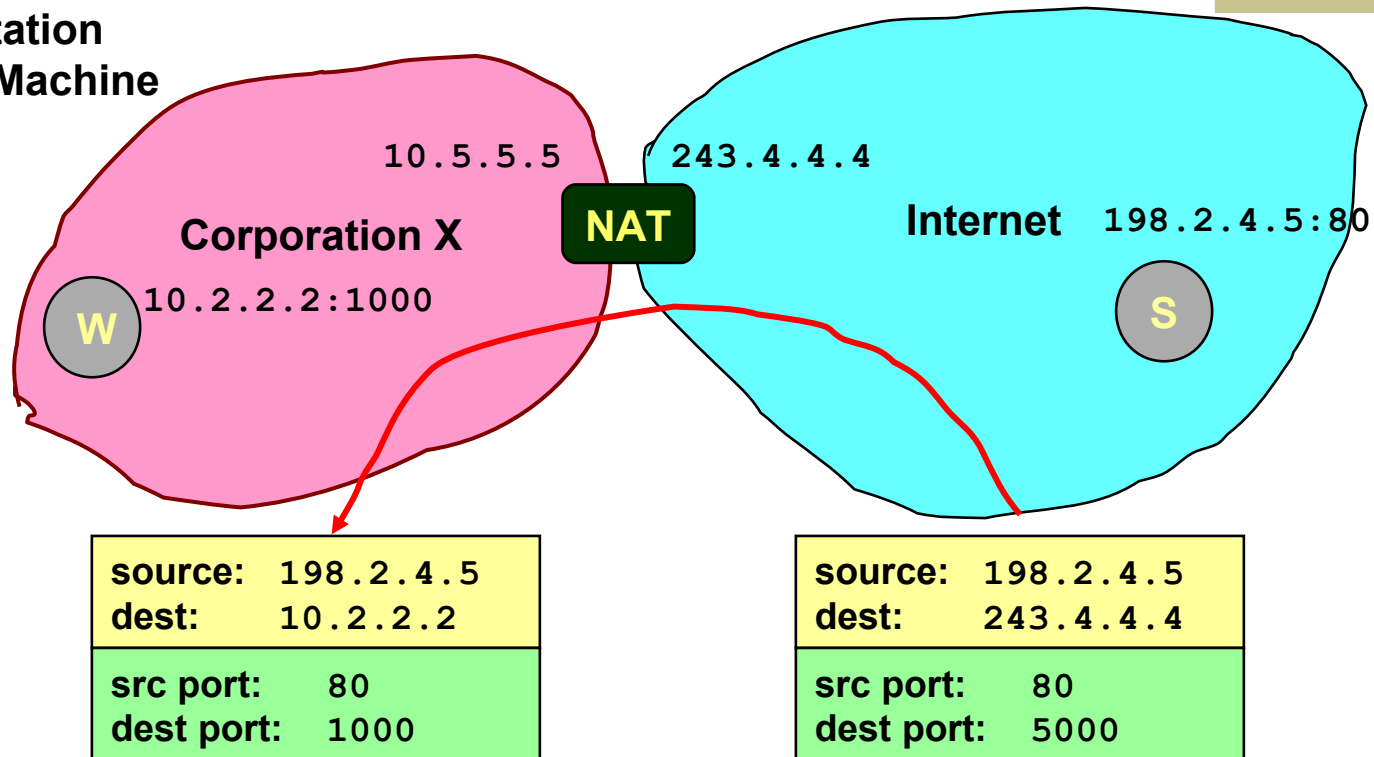 Machine
10.5.5.5
243.4.4.4
NAT
Corporation X
Internet 198.2.4.5:80
W
10.2.2.2:1000
S
source: 198.2.4.5
dest: 10.2.2.2
src port: 80
dest port: 1000
source: 198.2.4.5
dest: 243.4.4.4
src port: 80
dest port: 5000